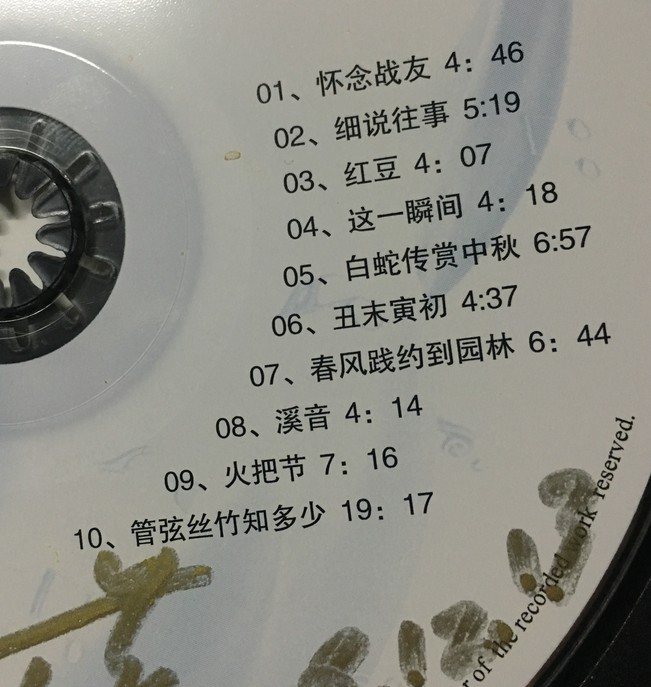 01、怀念战友 4：46
02、细说往事 5:19
03、红豆 4：07
04、这一瞬间 4：18
05、白蛇传赏中秋 6:57
06、丑末寅初 4:37
07、春风践约到园林 6：44
08、溪音 4：14
09、火把节 7：16
10、管弦丝竹知多少 19：17
r of the recorded work reserved.